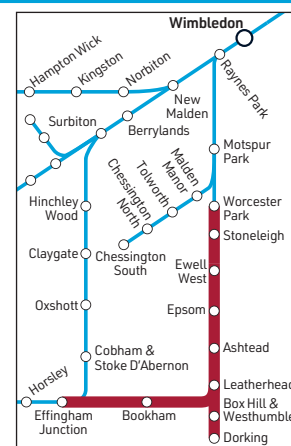 Wimbledon
Hampton Wick
Kingston
Norbiton
Raynes Park
New
Malden
Surbiton
Berrylands
Motspur
Park
Malden
Manor
Tolworth
Chessington
North
Chessington
South
Hinchley
Wood
Worcester
Park
Stoneleigh
Claygate
Ewell
West
Oxshott
Epsom
Cobham &
Stoke D'Abernon
Ashtead
Horsley
Leatherhead
Effingham
Junction
Bookham
Box Hill &
Westhumble
Dorking